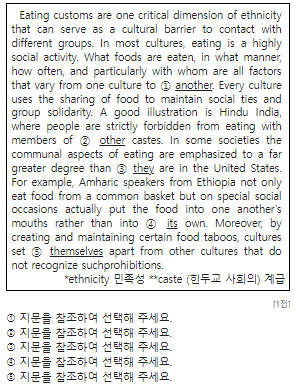 Eating customs are one critical dimension of ethnicity
that can serve as a cultural barrier to contact with
different groups. In most cultures, eating is a highly
social activity. What foods are eaten, in what manner,
how often, and particularly with whom are all factors
that vary from one culture to ① another. Every culture
uses the sharing of food to maintain social ties and
group solidarity. A good illustration is Hindu India,
where people are strictly forbidden from eating with
members of ② other castes. In some societies the
communal aspects of eating are emphasized to a far
greater degree than ③ they are in the United States.
For example, Amharic speakers from Ethiopia not only
eat food from a common basket but on special social
occasions actually put the food into one another's
mouths rather than into ④ its own. Moreover, by
creating and maintaining certain food taboos, cultures
set ⑤ themselves apart from other cultures that do
not recognize suchprohibitions.
*ethnicity 민족성 **caste (힌두교 사회의) 계급
[1점]
① 지문을 참조하여 선택해 주세요.
② 지문을 참조하여 선택해 주세요.
③ 지문을 참조하여 선택해 주세요.
④ 지문을 참조하여 선택해 주세요.
⑤ 지문을 참조하여 선택해 주세요.